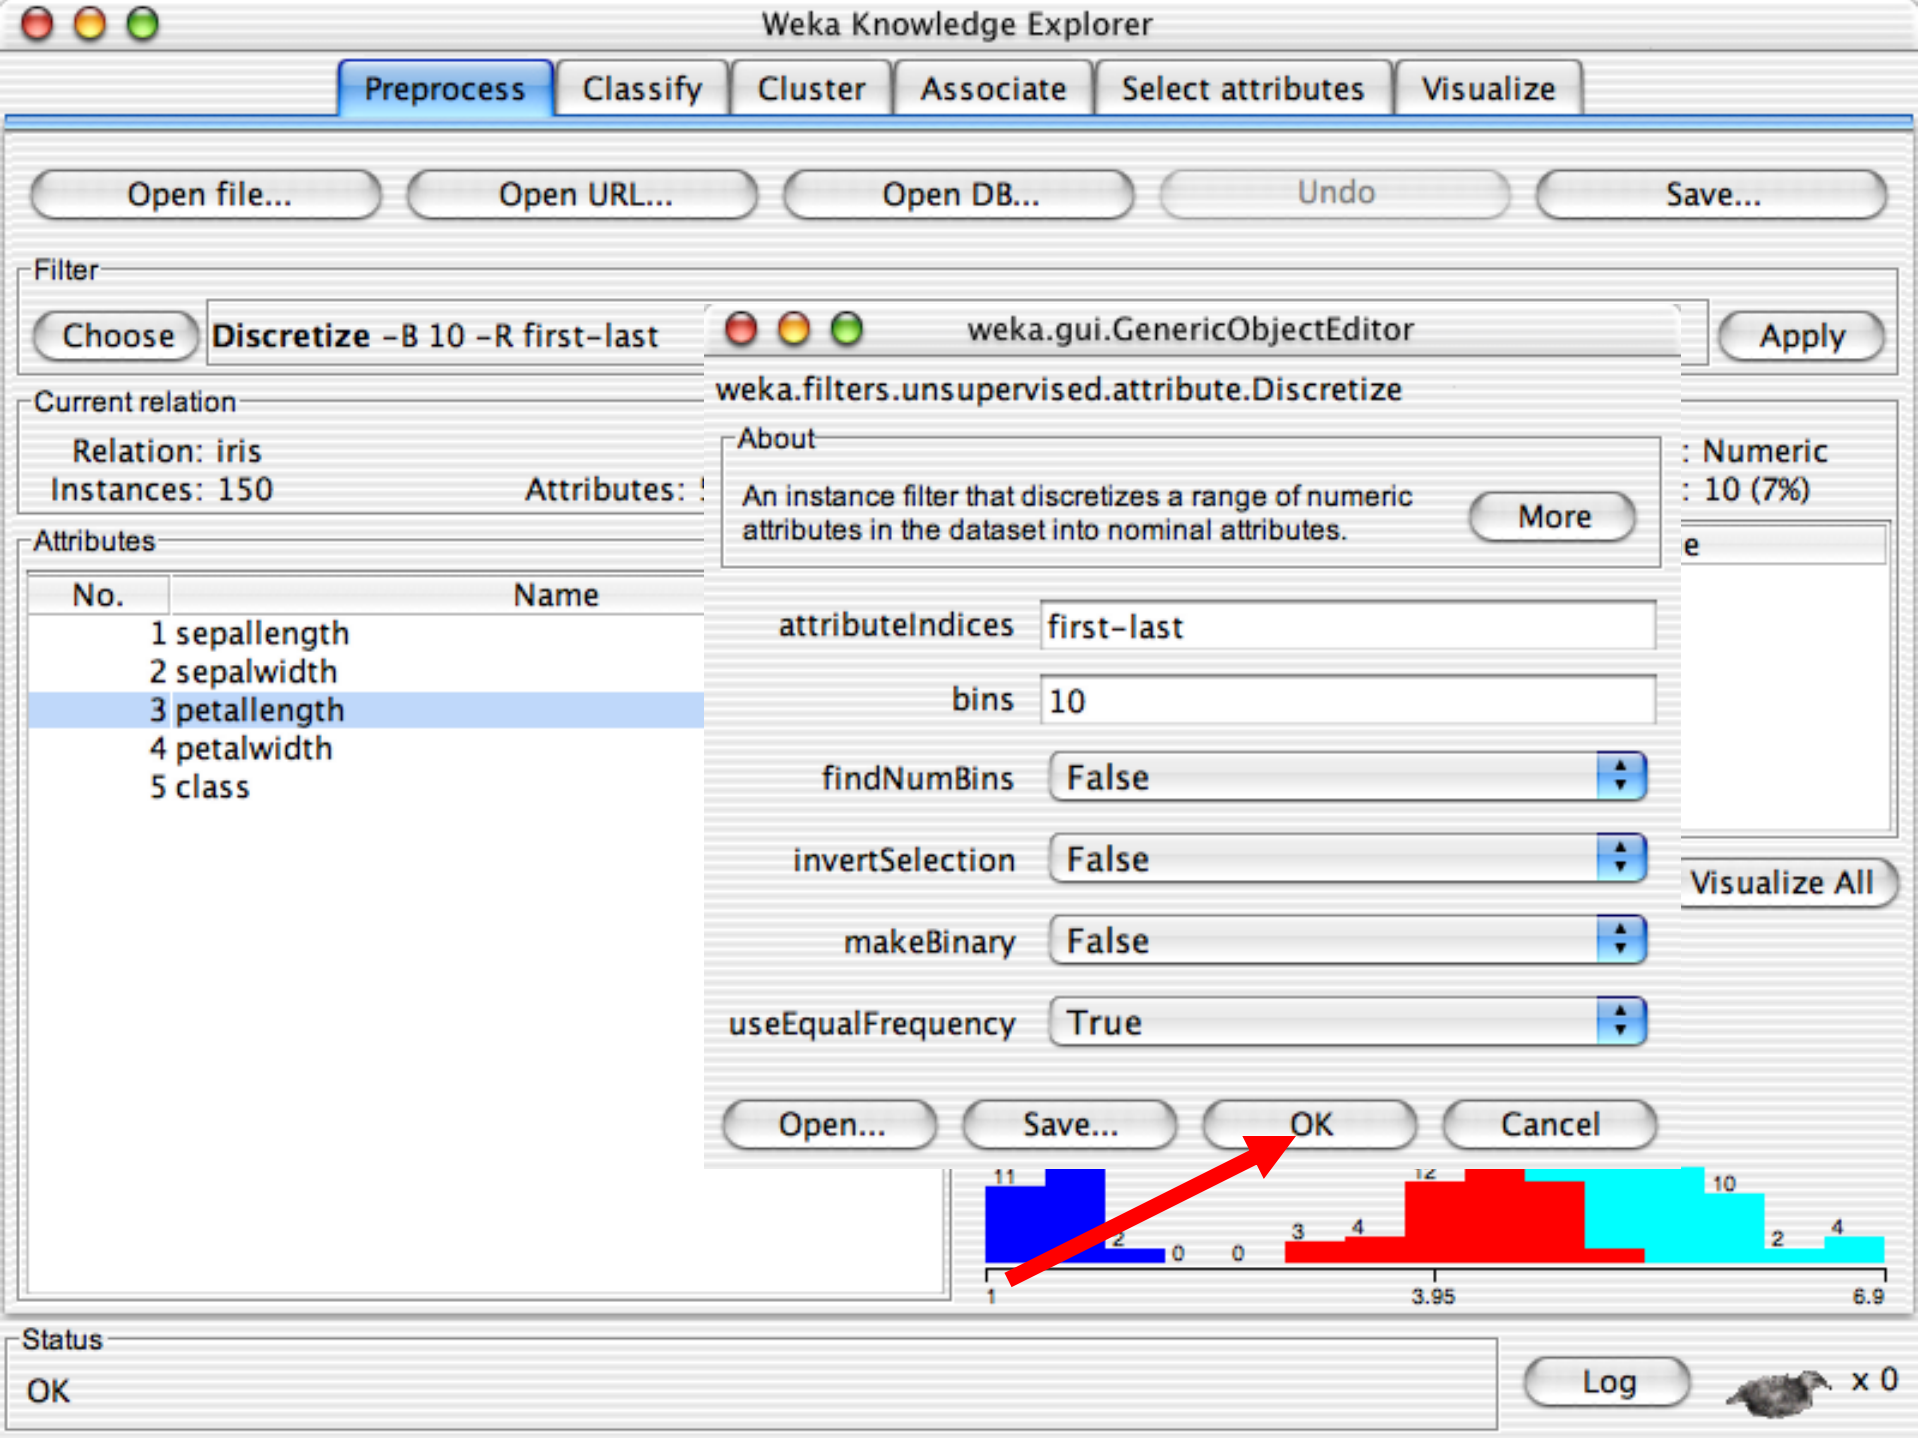 Weka Knowledge Explorer
Preprocess Classify Cluster Associate Select attributes Visualize
Open file... Open URL... Open DB... Undo Save...
Filter
Choose Discretize -B 10 -R first-last Apply
Current relation
Relation: iris
Instances: 150 Attributes:
Attributes
No. Name
1 sepallength
2 sepalwidth
3 petallength
4 petalwidth
5 class
weka.gui.GenericObjectEditor
weka.filters.unsupervised.attribute.Discretize
About
An instance filter that discretizes a range of numeric
attributes in the dataset into nominal attributes.
More
attributeIndices first-last
bins 10
findNumBins False
invertSelection False
makeBinary False
useEqualFrequency True
Open... Save... OK Cancel
: Numeric
: 10 (7%)
e
Visualize All
11 2 0 0 3 4 12 10 2 4
1 3.95 6.9
Status
OK
Log x 0